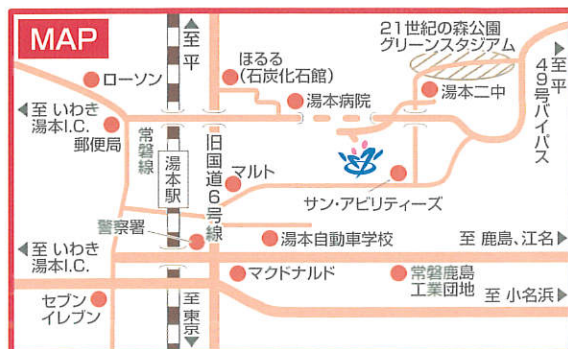 MAP
至 平
ローソン
ほるる
(石炭化石館)
湯本病院
21世紀の森公園
グリーンスタジアム
湯本二中
至 平
49号バイパス
至 いわき
湯本I.C.
郵便局
常磐線
湯本駅
旧国道6号線
マルト
サン・アビリティーズ
警察署
湯本自動車学校
至 鹿島、江名
至 いわき
湯本I.C.
マクドナルド
常磐鹿島
工業団地
至 小名浜
セブン
イレブン
至 東京